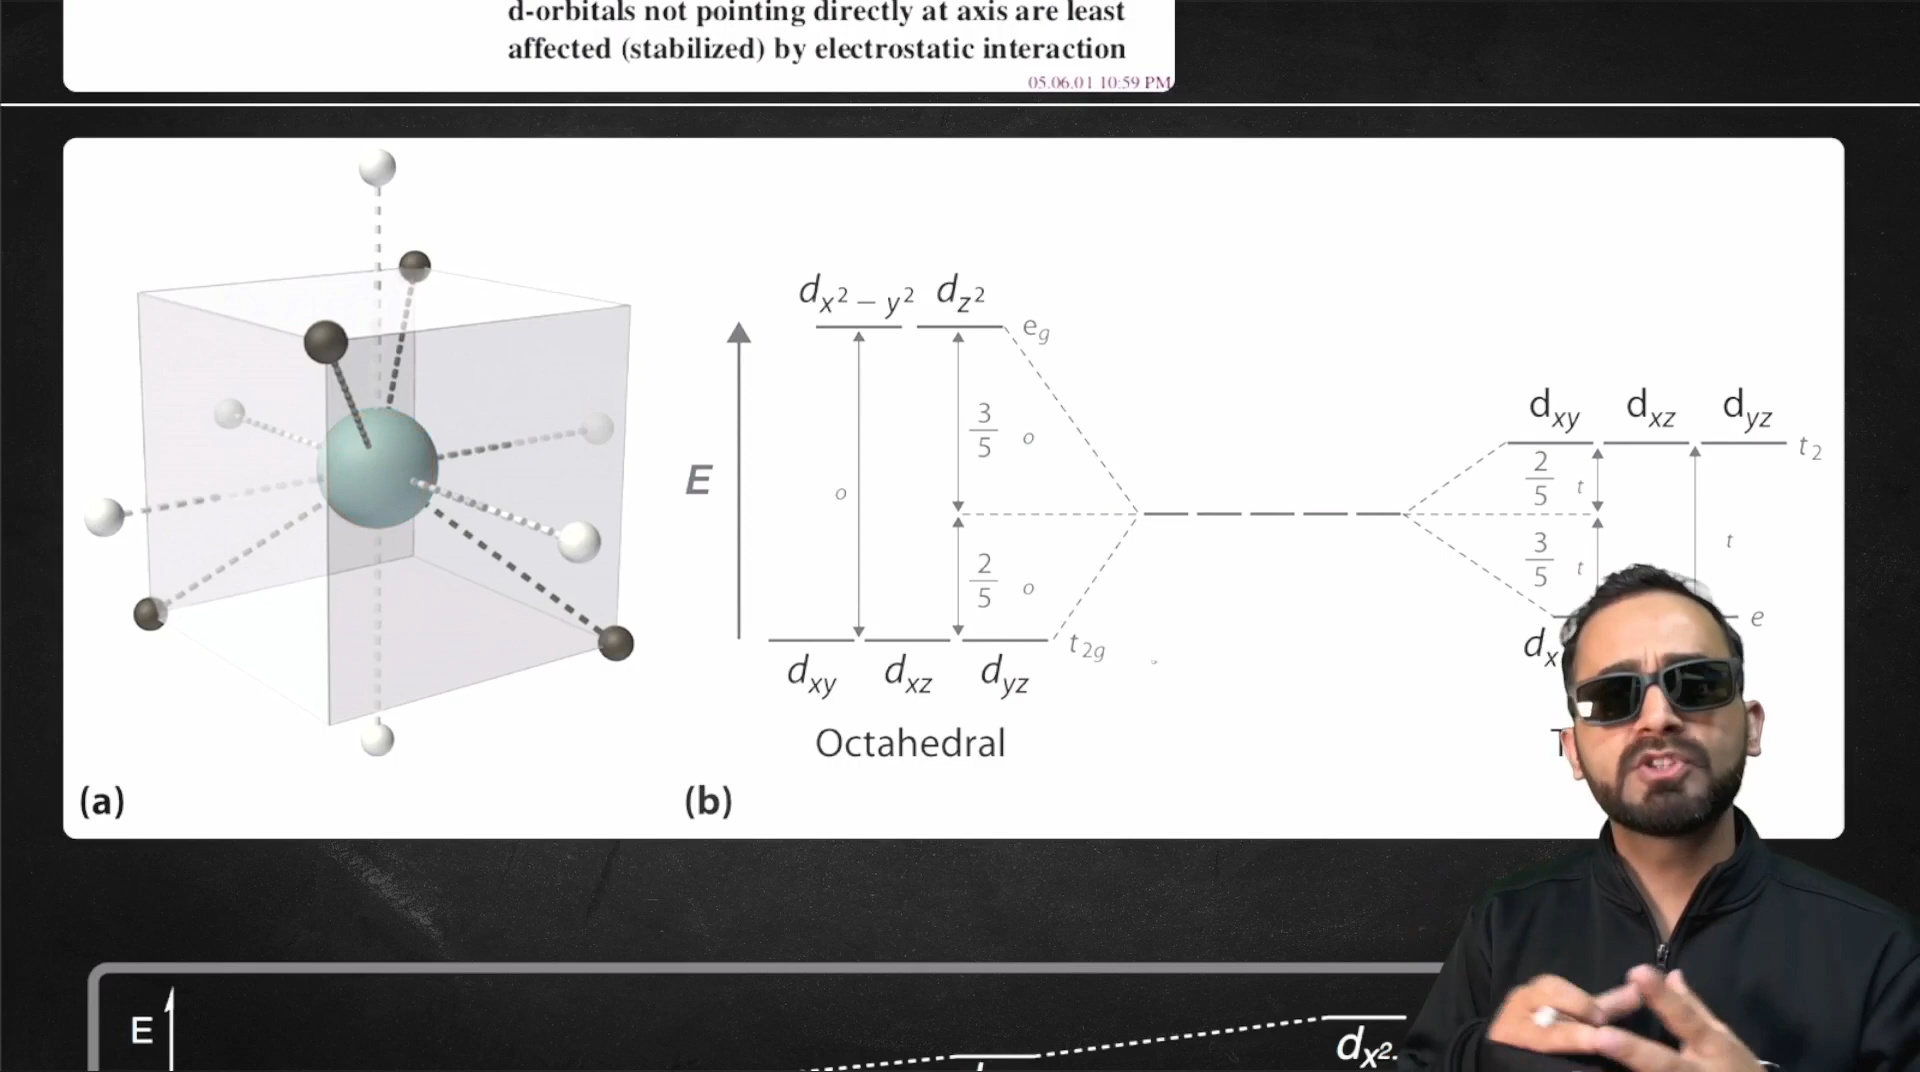 d-orbitals not pointing directly at axis are least
affected (stabilized) by electrostatic interaction
05.06.01 10:59 PM
dx² − y² dz²
eg
3/5 o
E
o
2/5 o
t2g
dxy dxz dyz
Octahedral
dxy dxz dyz
t2
2/5 t
3/5 t
t
e
dx
T
(a)
(b)
E
dx²